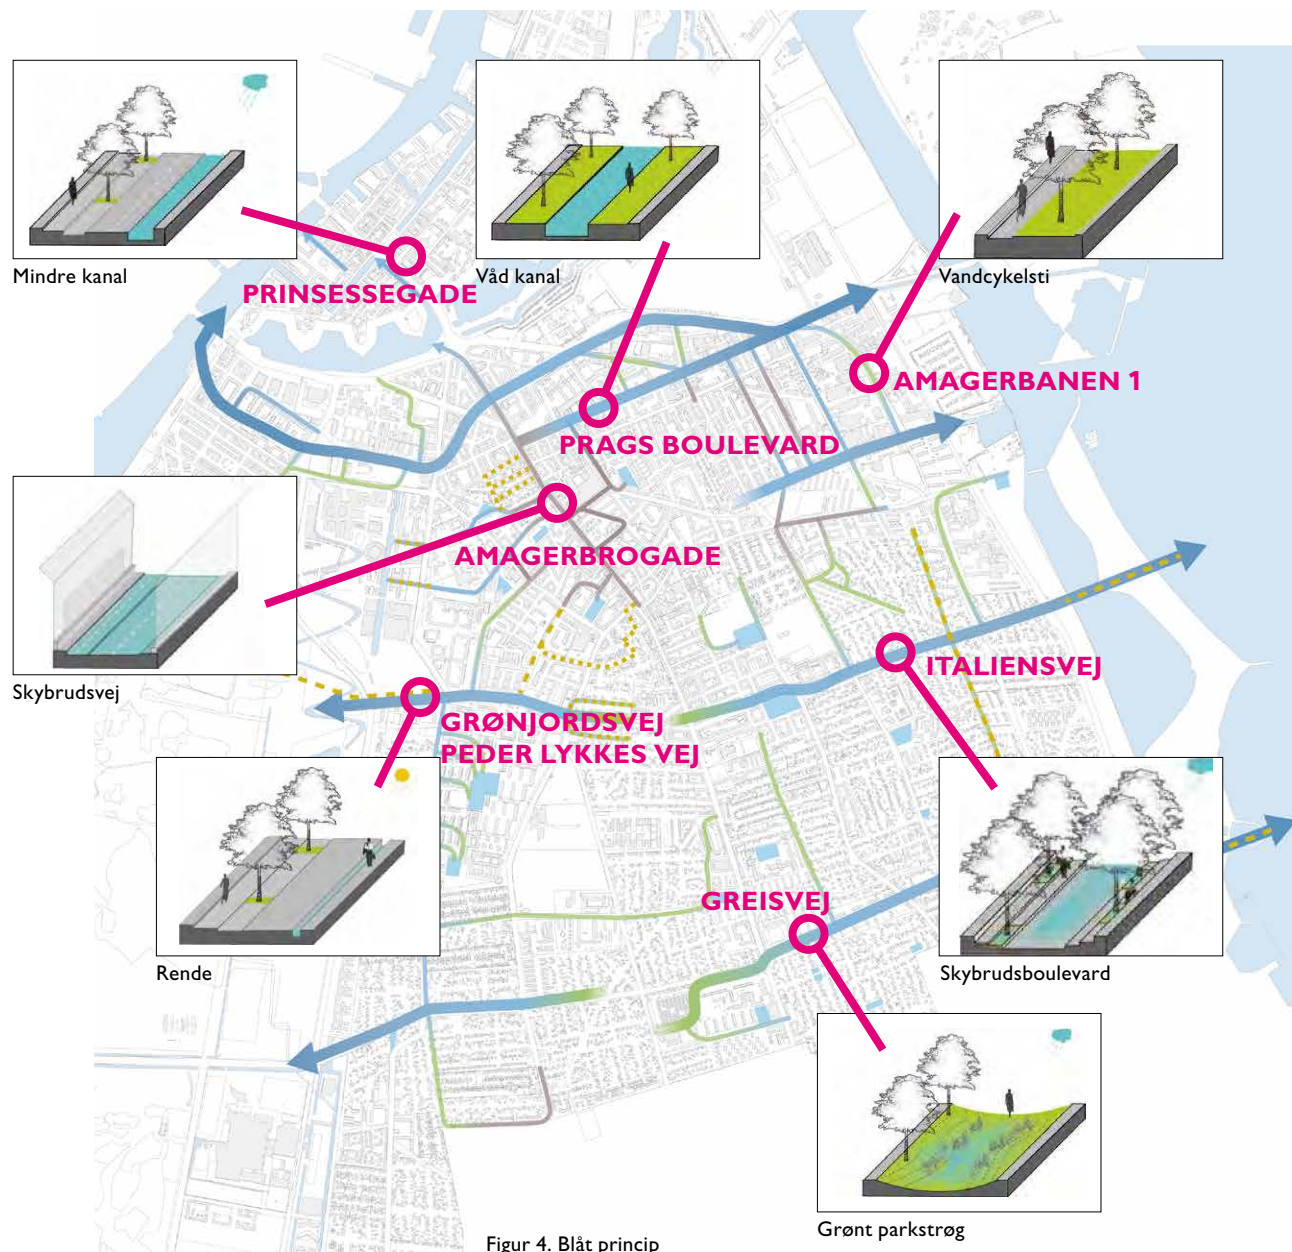 Mindre kanal
Våd kanal
Vandcykelsti
PRINSESSEGADE
AMAGERBANEN 1
PRAGS BOULEVARD
AMAGERBROGADE
Skybrudsvej
ITALIENSVEJ
GRØNJORDSVEJ
PEDER LYKKES VEJ
GREISVEJ
Rende
Skybrudsboulevard
Grønt parkstrøg
Figur 4. Blåt princip